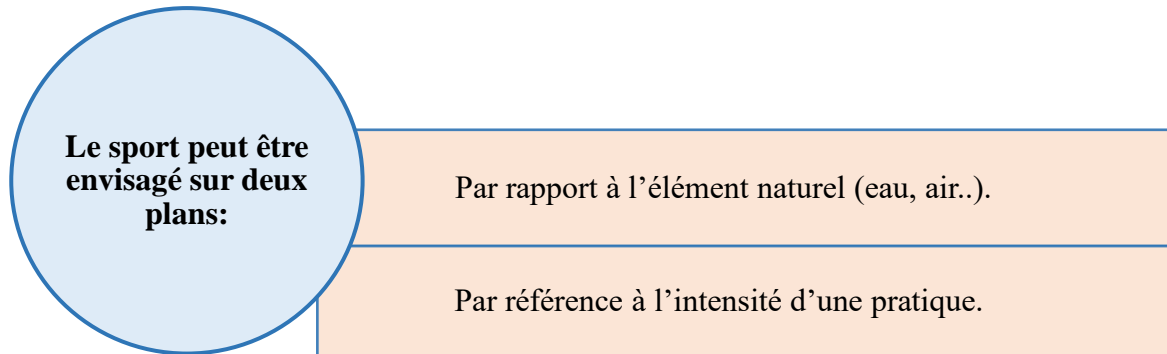 Le sport peut être
envisagé sur deux
plans:
Par rapport à l’élément naturel (eau, air..).
Par référence à l’intensité d’une pratique.